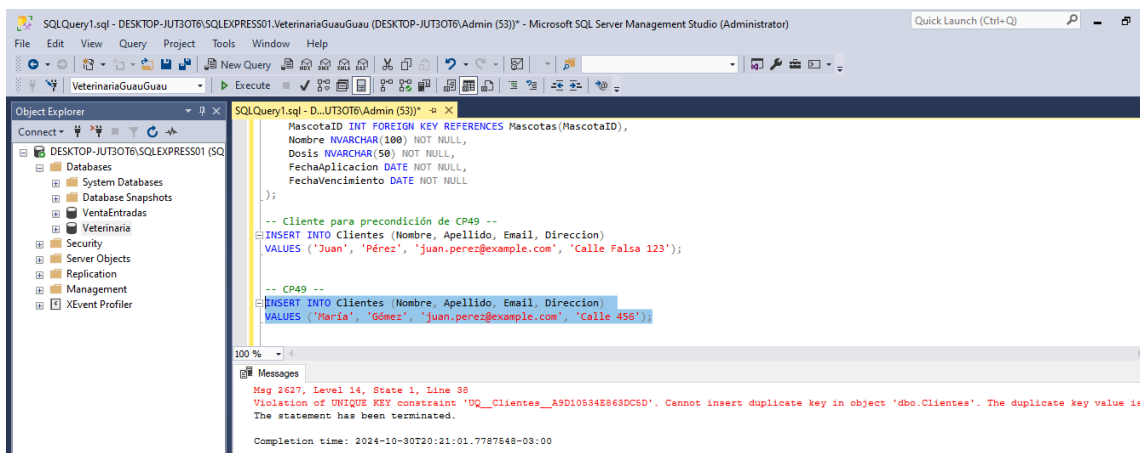 SQLQuery1.sql - DESKTOP-JUT3OT6\SQLEXPRESS01.VeterinariaGuauGuau (DESKTOP-JUT3OT6\Admin (53))* - Microsoft SQL Server Management Studio (Administrator)
Quick Launch (Ctrl+Q)
File Edit View Query Project Tools Window Help
New Query
VeterinariaGuauGuau
Execute
Object Explorer
SQLQuery1.sql - D...UT3OT6\Admin (53))*
Connect
DESKTOP-JUT3OT6\SQLEXPRESS01 (SQ
Databases
System Databases
Database Snapshots
VentaEntradas
Veterinaria
Security
Server Objects
Replication
Management
XEvent Profiler
MascotaID INT FOREIGN KEY REFERENCES Mascotas(MascotaID),
Nombre NVARCHAR(100) NOT NULL,
Dosis NVARCHAR(50) NOT NULL,
FechaAplicacion DATE NOT NULL,
FechaVencimiento DATE NOT NULL
);
-- Cliente para precondición de CP49 --
INSERT INTO Clientes (Nombre, Apellido, Email, Direccion)
VALUES ('Juan', 'Pérez', 'juan.perez@example.com', 'Calle Falsa 123');
-- CP49 --
INSERT INTO Clientes (Nombre, Apellido, Email, Direccion)
VALUES ('María', 'Gómez', 'juan.perez@example.com', 'Calle 456');
100 %
Messages
Msg 2627, Level 14, State 1, Line 38
Violation of UNIQUE KEY constraint 'UQ__Clientes__A9D10534E863DC5D'. Cannot insert duplicate key in object 'dbo.Clientes'. The duplicate key value is
The statement has been terminated.
Completion time: 2024-10-30T20:21:01.7787548-03:00